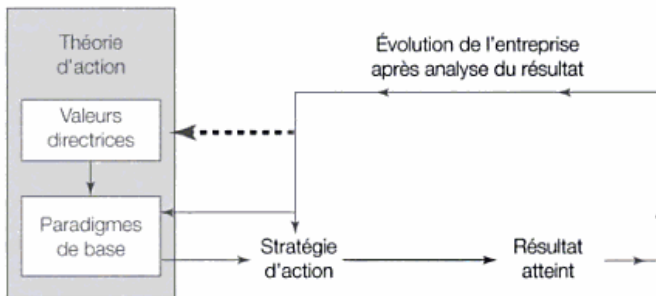 Théorie
d'action
Évolution de l'entreprise
après analyse du résultat
Valeurs
directrices
Paradigmes
de base
Stratégie
d'action
Résultat
atteint